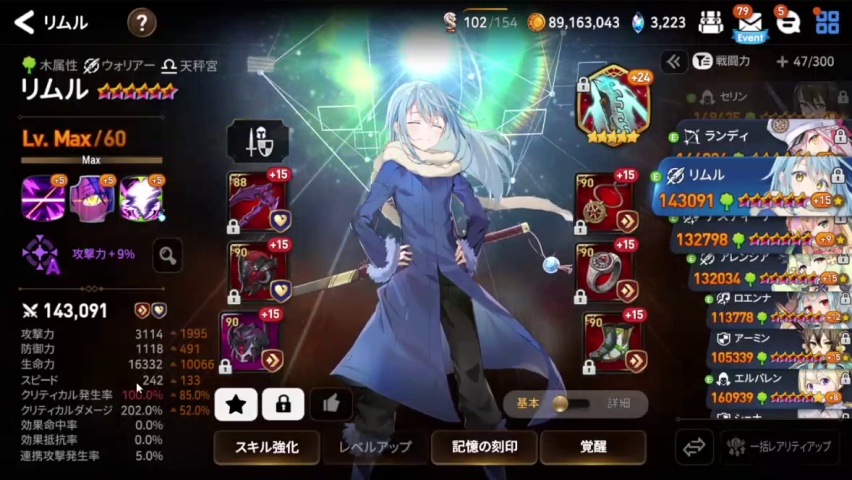 リムル
?
102/154
89,163,043
3,223
79
Event
5
木属性 ウォリアー 天秤宮
リムル
Lv. Max/60
Max
+5
+5
+5
A
攻撃力+9%
143,091
攻撃力 3114 1995
防御力 1118 491
生命力 16332 10066
スピード 242 133
クリティカル発生率 100.0% 85.0%
クリティカルダメージ 202.0% 52.0%
効果命中率 0.0%
効果抵抗率 0.0%
連携攻撃発生率 5.0%
88 +15
90 +15
90 +15
+24
90 +15
90 +15
90 +15
基本 詳細
スキル強化
レベルアップ
記憶の刻印
覚醒
戦闘力
47/300
セリン
ランディ
リムル
143091
+15
132798
+9
アレンシア
132034
+15
ロエンナ
113778
アーミン
105339
+15
エルバレン
160939
+8
一括レアリティアップ